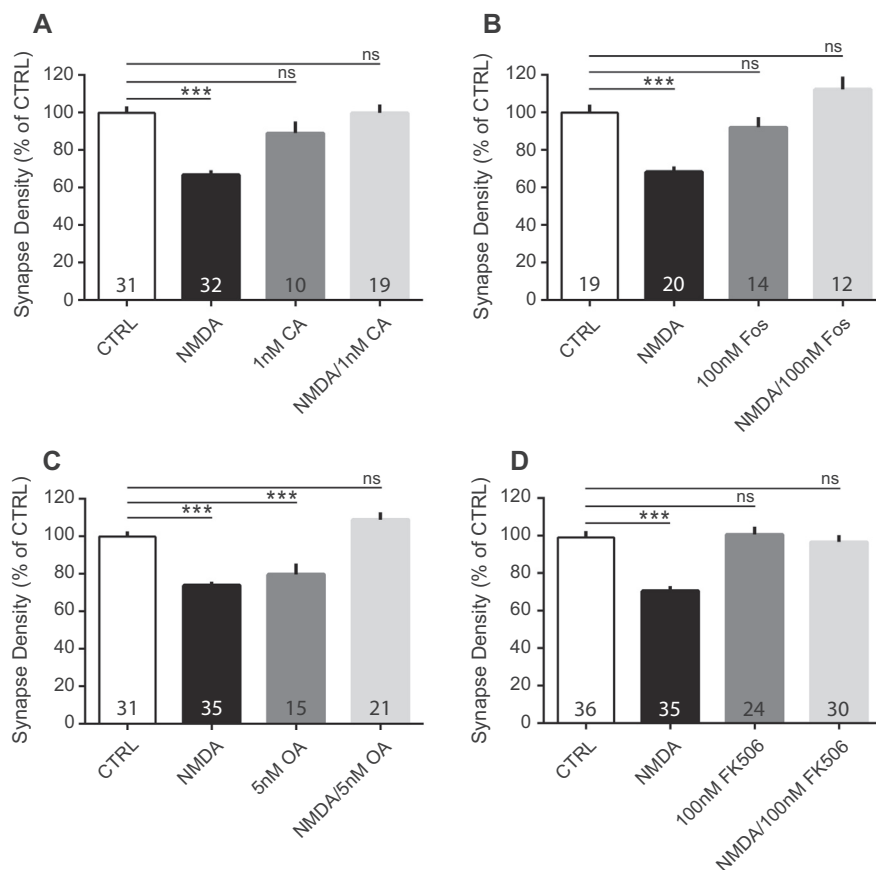 A
Synapse Density (% of CTRL)
120
100
80
60
40
20
0
ns
ns
***
31
32
10
19
CTRL
NMDA
1nM CA
NMDA/1nM CA
B
Synapse Density (% of CTRL)
120
100
80
60
40
20
0
ns
ns
***
19
20
14
12
CTRL
NMDA
100nM Fos
NMDA/100nM Fos
C
Synapse Density (% of CTRL)
120
100
80
60
40
20
0
ns
***
***
31
35
15
21
CTRL
NMDA
5nM OA
NMDA/5nM OA
D
Synapse Density (% of CTRL)
120
100
80
60
40
20
0
ns
ns
***
36
35
24
30
CTRL
NMDA
100nM FK506
NMDA/100nM FK506